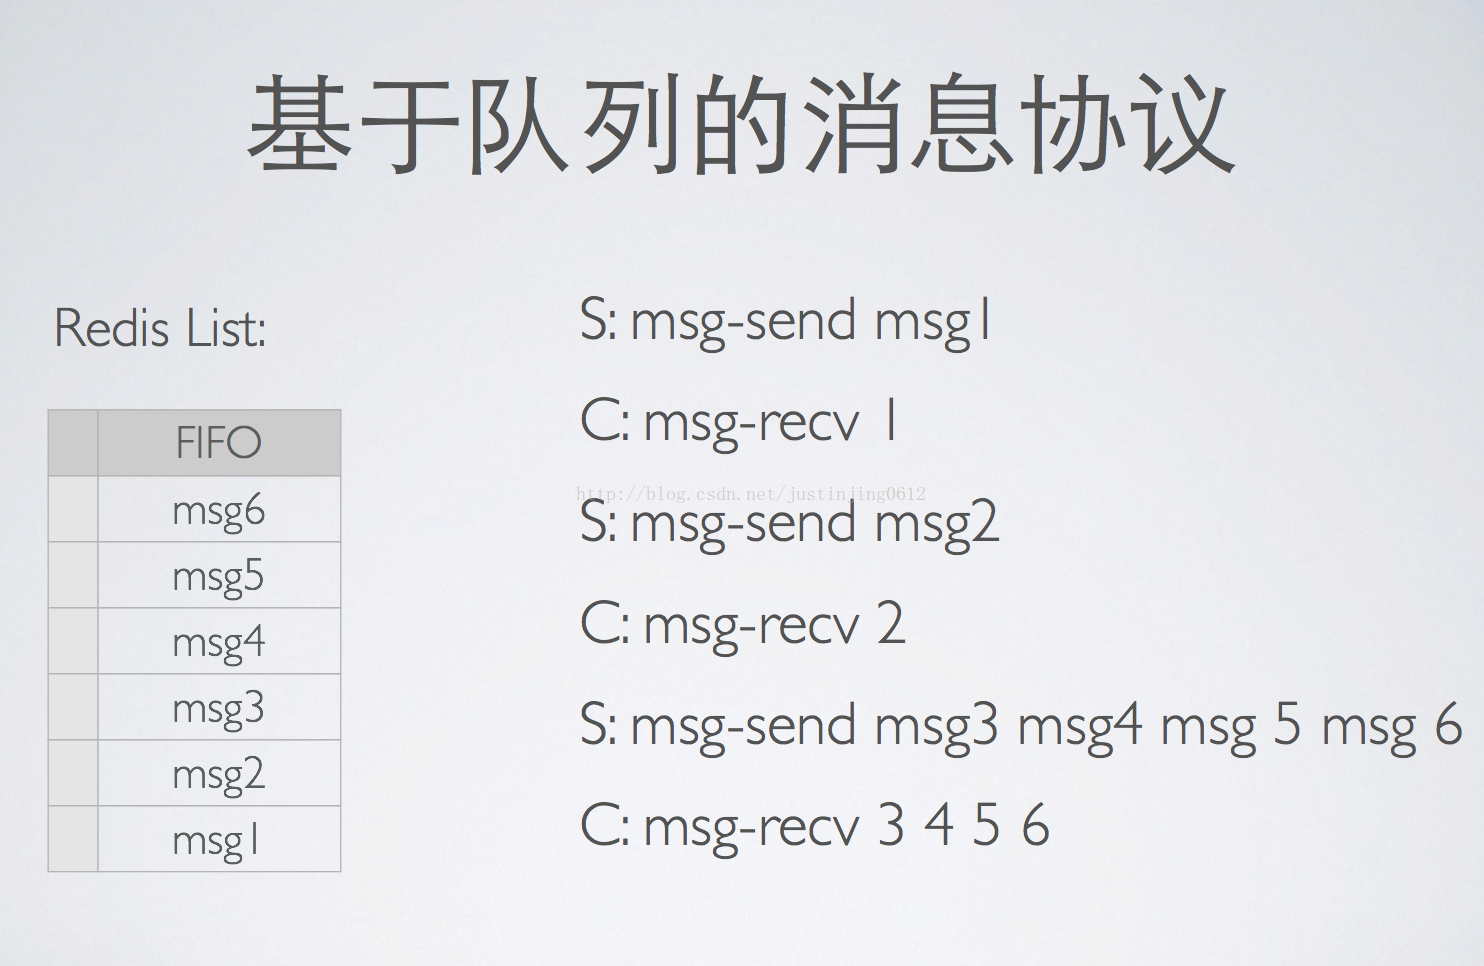 基于队列的消息协议
Redis List:
FIFO
msg6
msg5
msg4
msg3
msg2
msg1
S: msg-send msg1
C: msg-recv 1
http://blog.csdn.net/justinjing0612
S: msg-send msg2
C: msg-recv 2
S: msg-send msg3 msg4 msg 5 msg 6
C: msg-recv 3 4 5 6